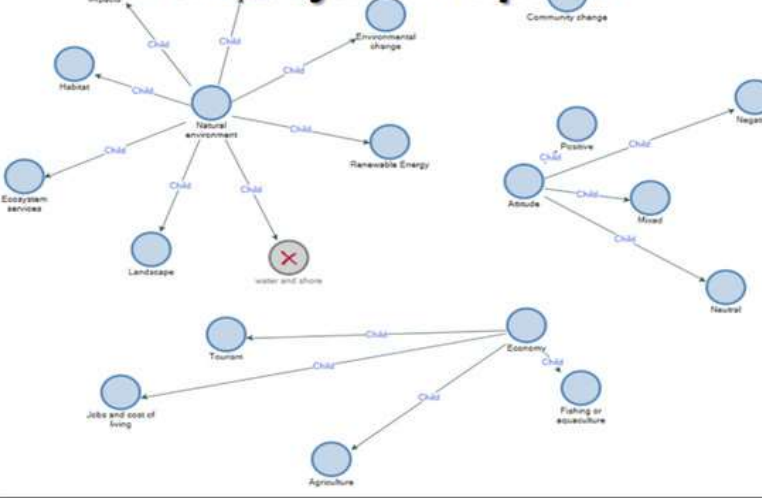 Community change
Child
Child
Environmental
change
Child
Habitat
Child
Natural
environment
Child
Renewable Energy
Positive
Child
Child
Child
Attitude
Child
Mixed
Child
Ecosystem
services
Child
Child
Landscape
water and shore
Child
Neutral
Child
Tourism
Economy
Child
Child
Jobs and cost of
living
Child
Fishing or
aquaculture
Agriculture